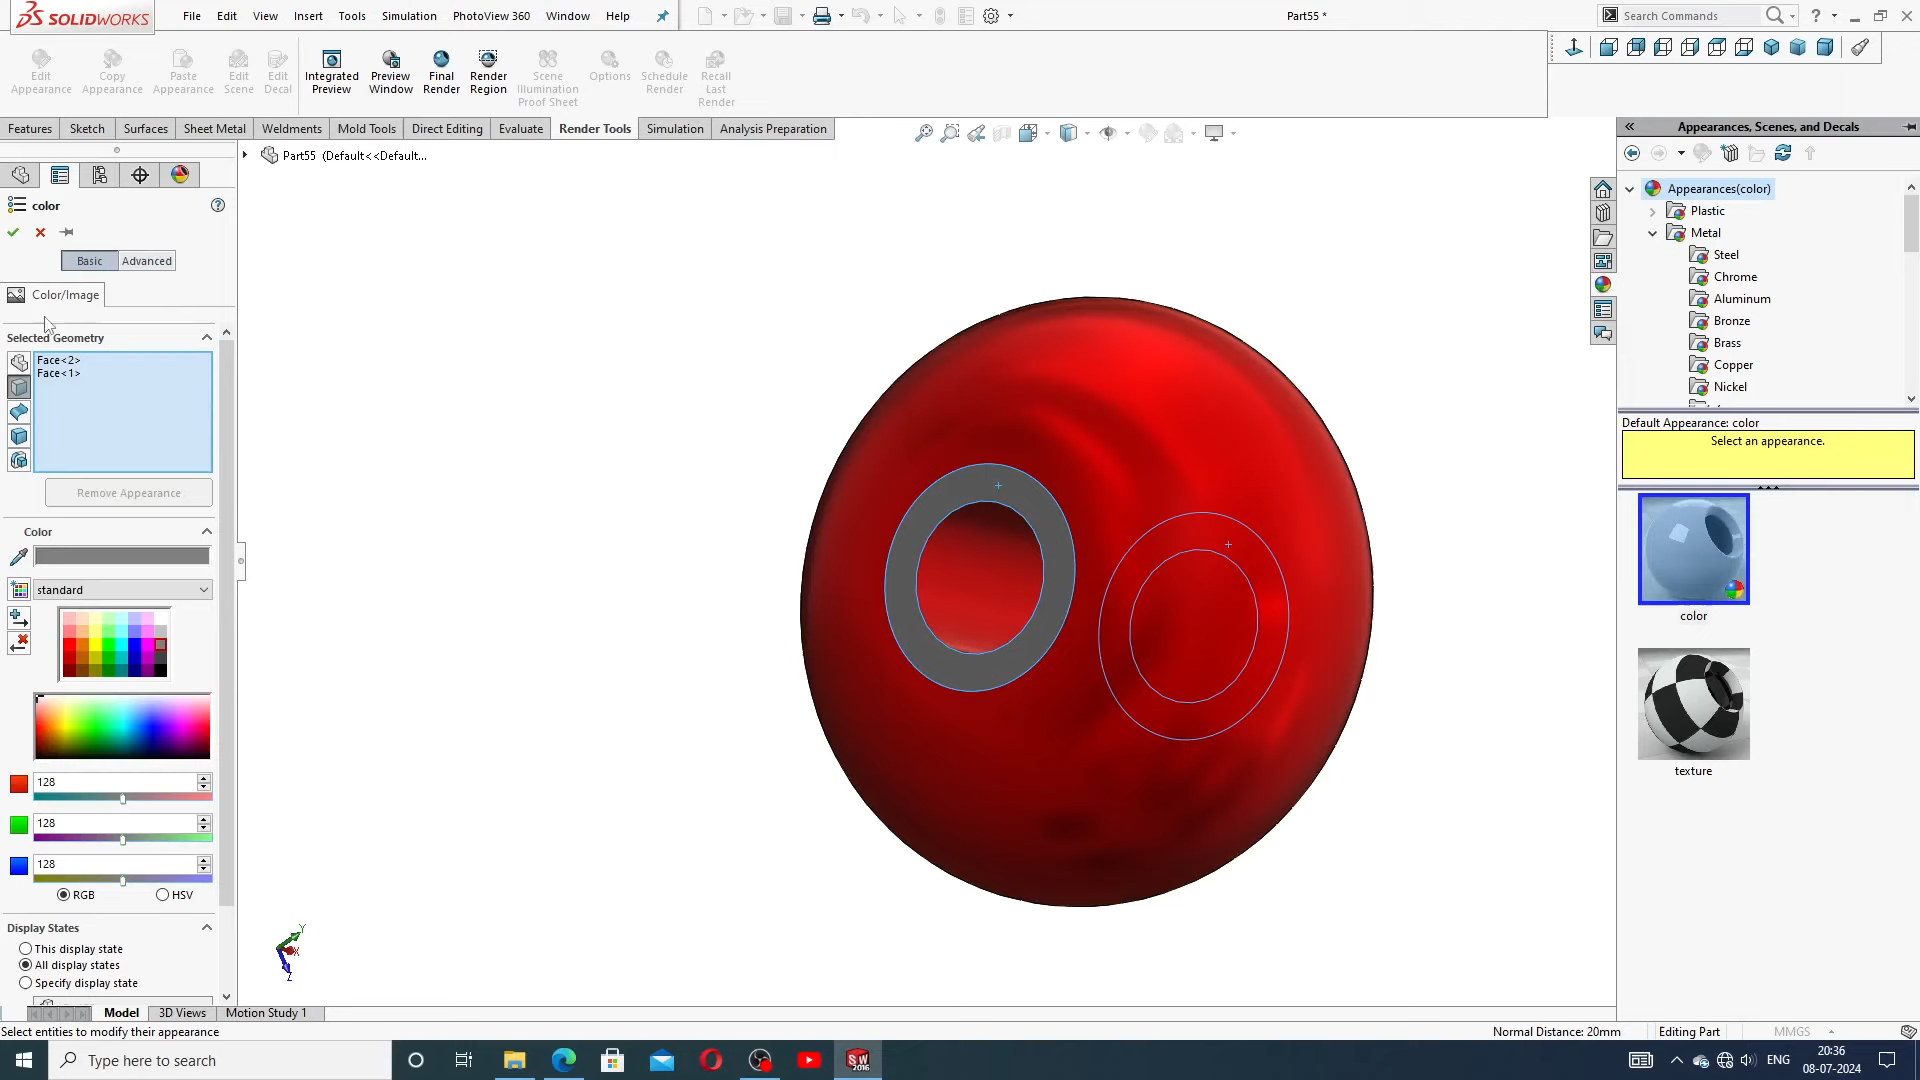 SOLIDWORKS
File Edit View Insert Tools Simulation PhotoView 360 Window Help
Part55 *
Search Commands
Edit Appearance
Copy Appearance
Paste Appearance
Edit Scene
Edit Decal
Integrated Preview
Preview Window
Final Render
Render Region
Scene Illumination Proof Sheet
Options
Schedule Render
Recall Last Render
Features Sketch Surfaces Sheet Metal Weldments Mold Tools Direct Editing Evaluate Render Tools Simulation Analysis Preparation
Part55 (Default<<Default...
color
Basic Advanced
Color/Image
Selected Geometry
Face<2>
Face<1>
Remove Appearance
Color
standard
128
128
128
RGB HSV
Display States
This display state
All display states
Specify display state
Y
X
Z
Model 3D Views Motion Study 1
Appearances, Scenes, and Decals
Appearances(color)
Plastic
Metal
Steel
Chrome
Aluminum
Bronze
Brass
Copper
Nickel
Default Appearance: color
Select an appearance.
color
texture
Select entities to modify their appearance
Normal Distance: 20mm Editing Part MMGS
Type here to search
SW
2016
ENG
20:36
08-07-2024